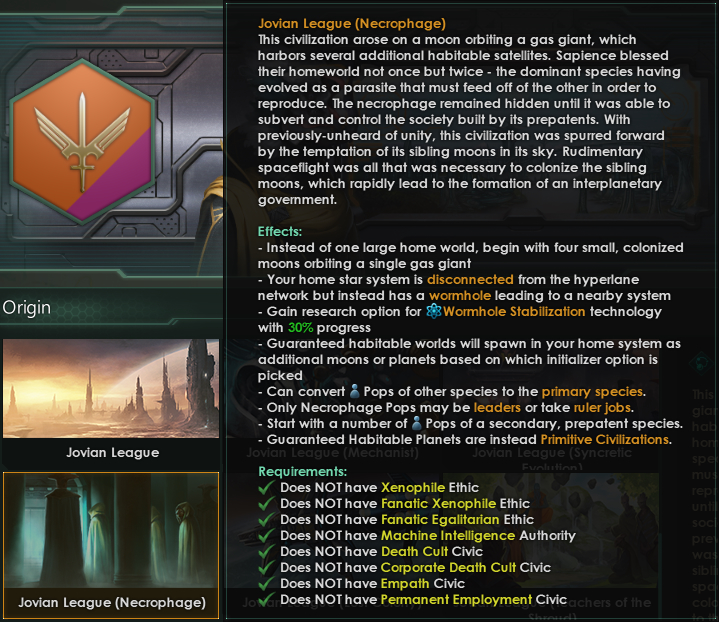 Jovian League (Necrophage)
This civilization arose on a moon orbiting a gas giant, which
harbors several additional habitable satellites. Sapience blessed
their homeworld not once but twice - the dominant species having
evolved as a parasite that must feed off of the other in order to
reproduce. The necrophage remained hidden until it was able to
subvert and control the society built by its prepatents. With
previously-unheard of unity, this civilization was spurred forward
by the temptation of its sibling moons in its sky. Rudimentary
spaceflight was all that was necessary to colonize the sibling
moons, which rapidly lead to the formation of an interplanetary
government.
Effects:
- Instead of one large home world, begin with four small, colonized
moons orbiting a single gas giant
- Your home star system is disconnected from the hyperlane
network but instead has a wormhole leading to a nearby system
- Gain research option for Wormhole Stabilization technology
with 30% progress
- Guaranteed habitable worlds will spawn in your home system as
additional moons or planets based on which initializer option is
picked
- Can convert Pops of other species to the primary species.
- Only Necrophage Pops may be leaders or take ruler jobs.
- Start with a number of Pops of a secondary, prepatent species.
- Guaranteed Habitable Planets are instead Primitive Civilizations.
Requirements:
Does NOT have Xenophile Ethic
Does NOT have Fanatic Xenophile Ethic
Does NOT have Fanatic Egalitarian Ethic
Does NOT have Machine Intelligence Authority
Does NOT have Death Cult Civic
Does NOT have Corporate Death Cult Civic
Does NOT have Empath Civic
Does NOT have Permanent Employment Civic
Origin
Jovian League
Jovian League (Necrophage)
Jovian League (Mechanist)
Jovian League (Syncretic
Evolution)